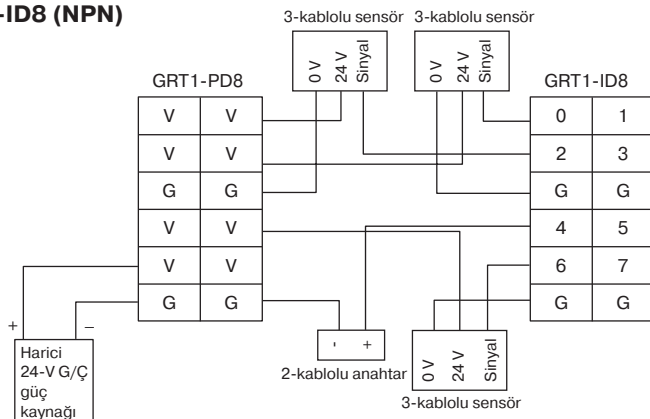 -ID8 (NPN)
3-kablolu sensör 3-kablolu sensör
0 V 24 V Sinyal
0 V 24 V Sinyal
GRT1-PD8
GRT1-ID8
V V
V V
G G
V V
V V
G G
0 1
2 3
G G
4 5
6 7
G G
+ –
Harici
24-V G/Ç
güç
kaynağı
- +
2-kablolu anahtar
0 V 24 V Sinyal
3-kablolu sensör